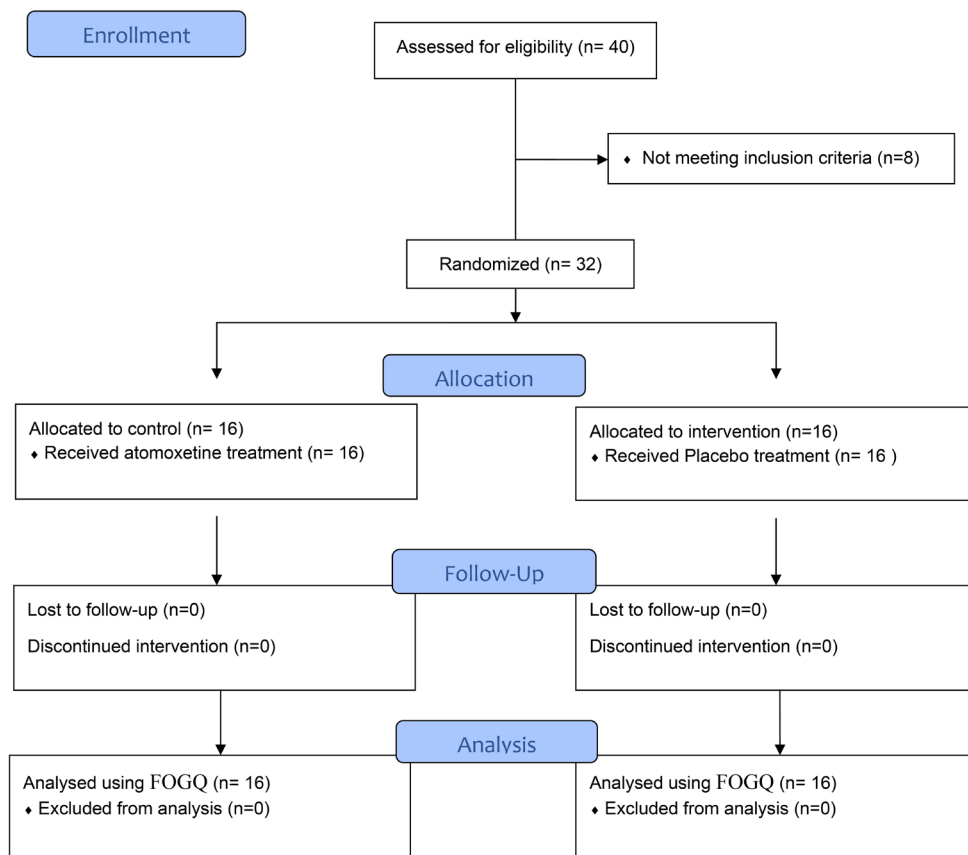 Enrollment
Assessed for eligibility (n= 40)
♦ Not meeting inclusion criteria (n=8)
Randomized (n= 32)
Allocation
Allocated to control (n= 16)
♦ Received atomoxetine treatment (n= 16)
Allocated to intervention (n=16)
♦ Received Placebo treatment (n= 16 )
Follow-Up
Lost to follow-up (n=0)
Discontinued intervention (n=0)
Lost to follow-up (n=0)
Discontinued intervention (n=0)
Analysis
Analysed using FOGQ (n= 16)
♦ Excluded from analysis (n=0)
Analysed using FOGQ (n= 16)
♦ Excluded from analysis (n=0)